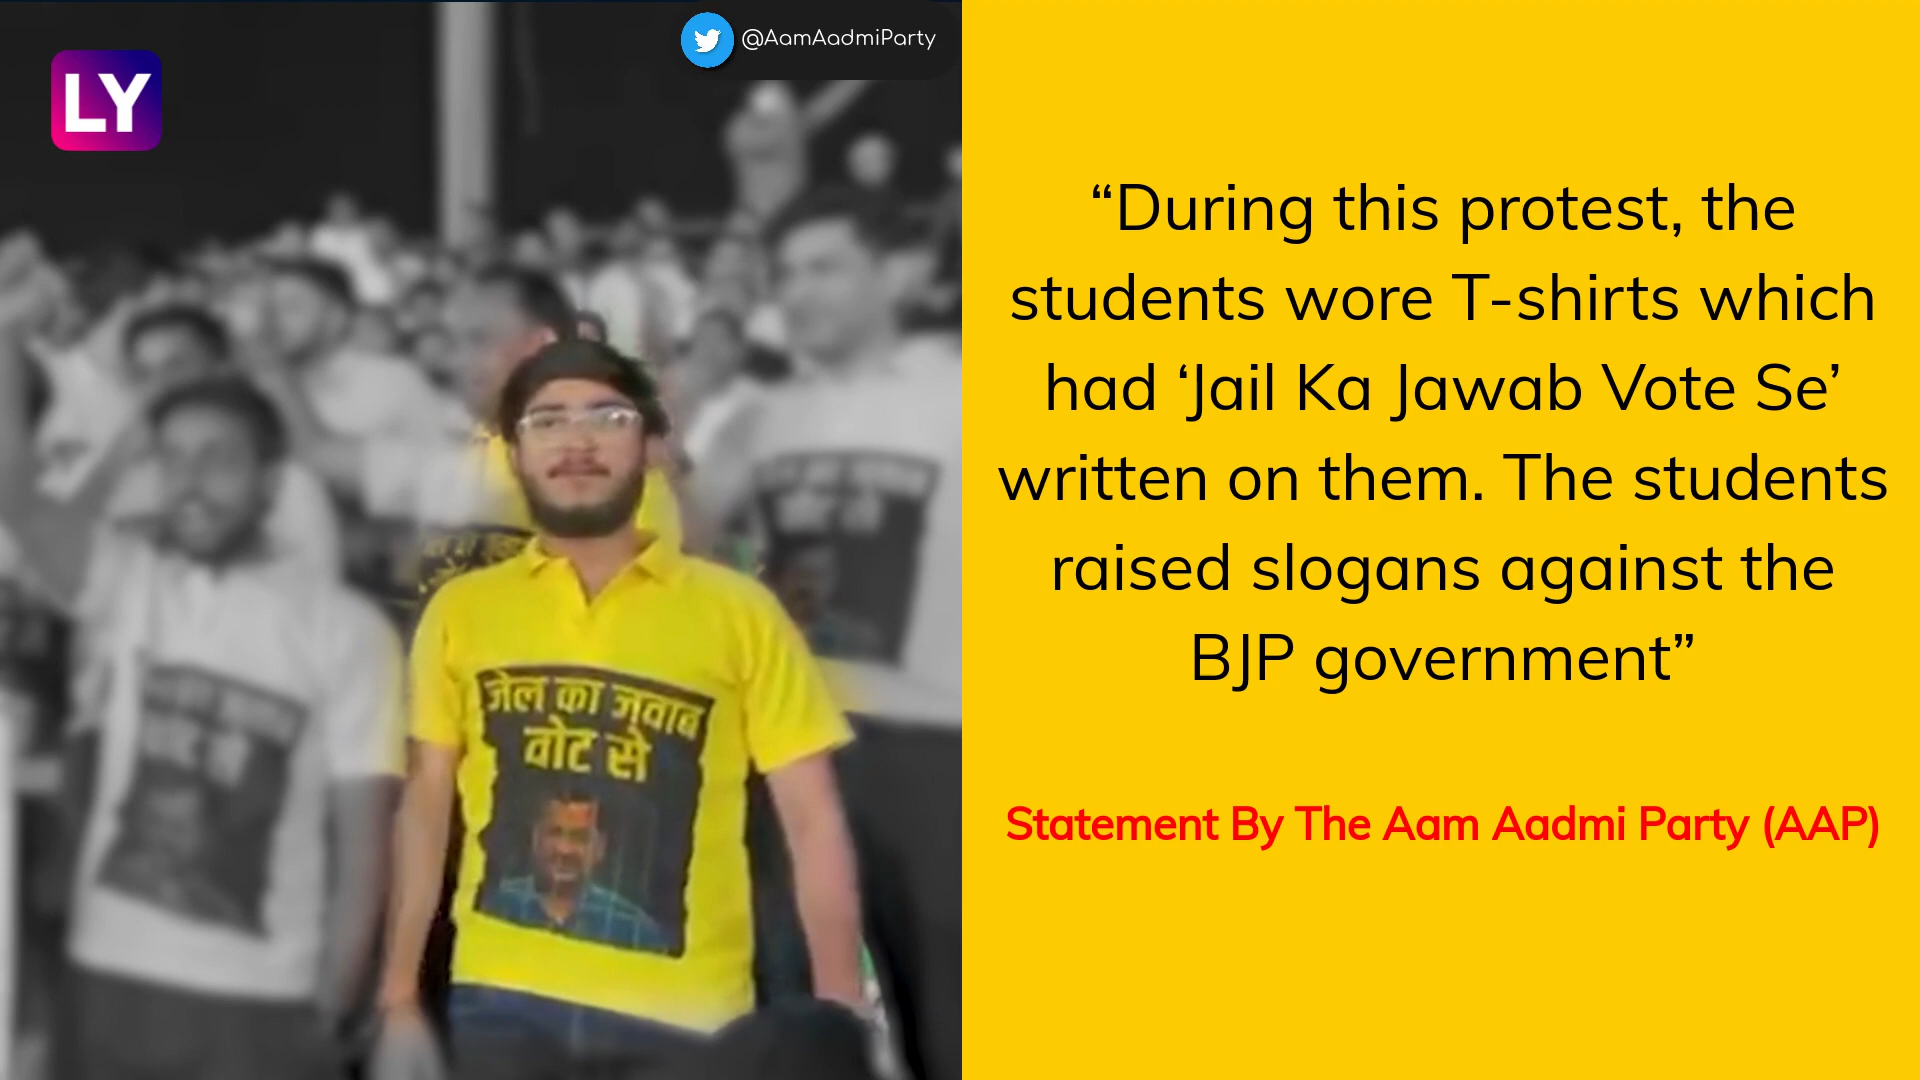 LY
@AamAadmiParty
जेल का जवाब
वोट से
“During this protest, the
students wore T-shirts which
had ‘Jail Ka Jawab Vote Se’
written on them. The students
raised slogans against the
BJP government”
Statement By The Aam Aadmi Party (AAP)